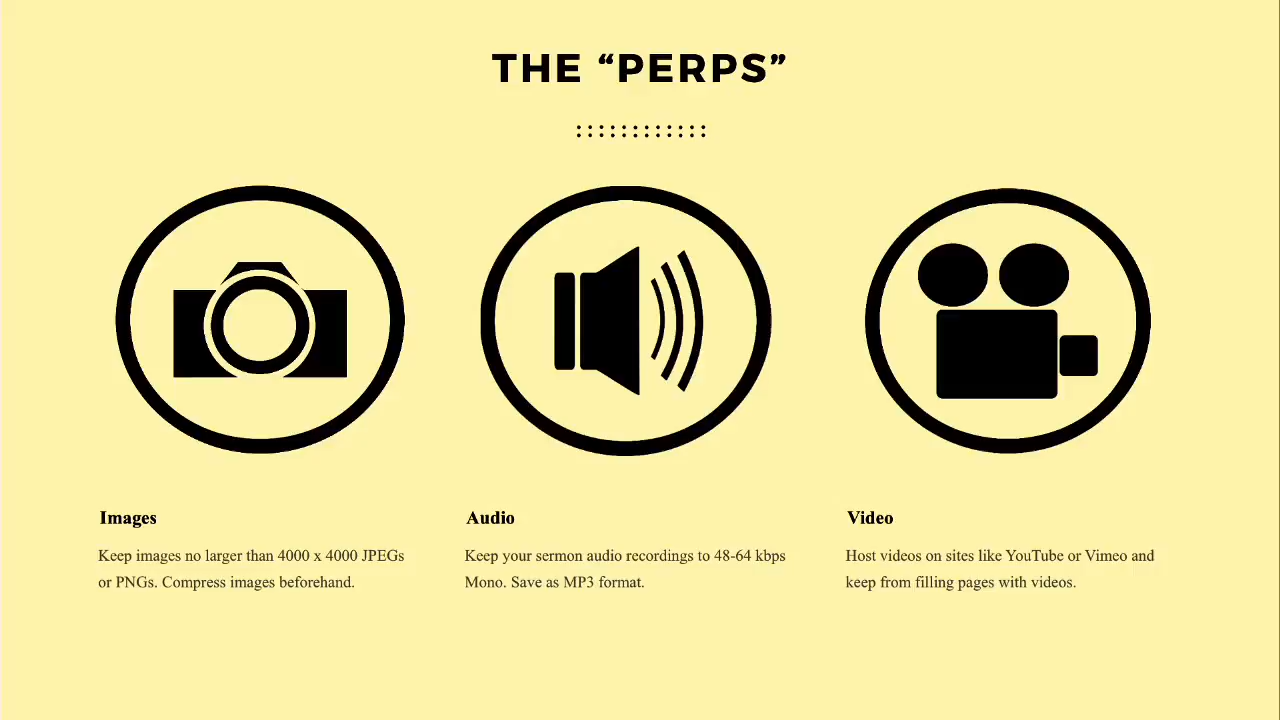 THE “PERPS”
Images
Keep images no larger than 4000 x 4000 JPEGs
or PNGs. Compress images beforehand.
Audio
Keep your sermon audio recordings to 48-64 kbps
Mono. Save as MP3 format.
Video
Host videos on sites like YouTube or Vimeo and
keep from filling pages with videos.